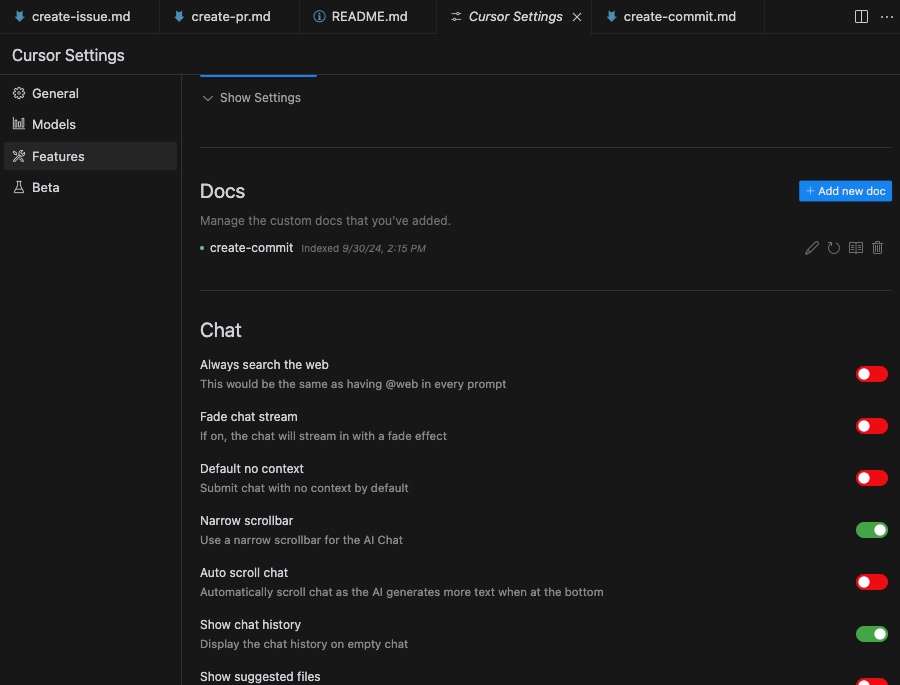 create-issue.md
create-pr.md
README.md
Cursor Settings
create-commit.md
Cursor Settings
General
Models
Features
Beta
Show Settings
Docs
+ Add new doc
Manage the custom docs that you've added.
create-commit Indexed 9/30/24, 2:15 PM
Chat
Always search the web
This would be the same as having @web in every prompt
Fade chat stream
If on, the chat will stream in with a fade effect
Default no context
Submit chat with no context by default
Narrow scrollbar
Use a narrow scrollbar for the AI Chat
Auto scroll chat
Automatically scroll chat as the AI generates more text when at the bottom
Show chat history
Display the chat history on empty chat
Show suggested files